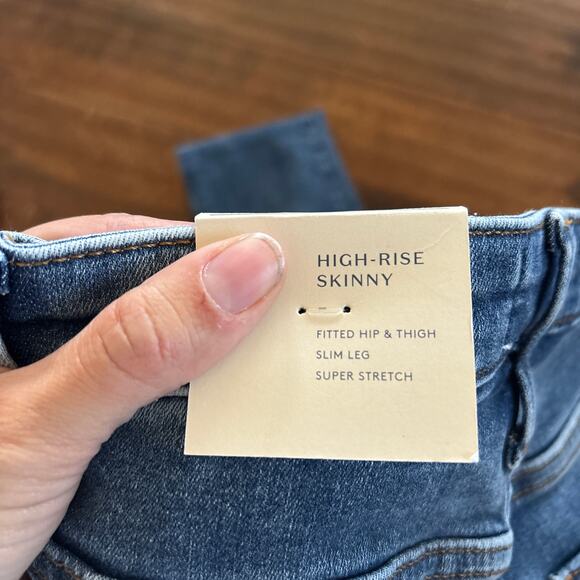 HIGH-RISE
SKINNY
FITTED HIP & THIGH
SLIM LEG
SUPER STRETCH